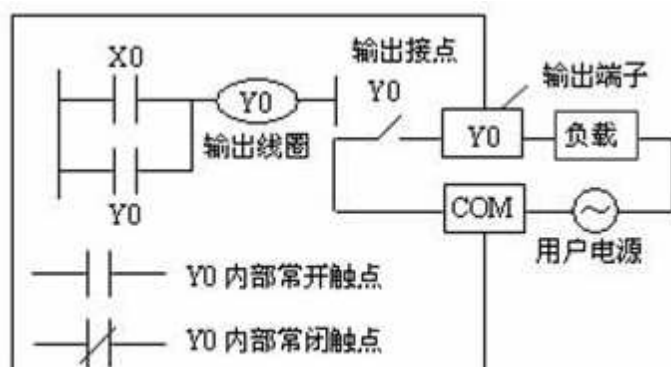 X0
Y0
输出线圈
Y0
输出接点
Y0
输出端子
Y0
负载
COM
用户电源
Y0 内部常开触点
Y0 内部常闭触点